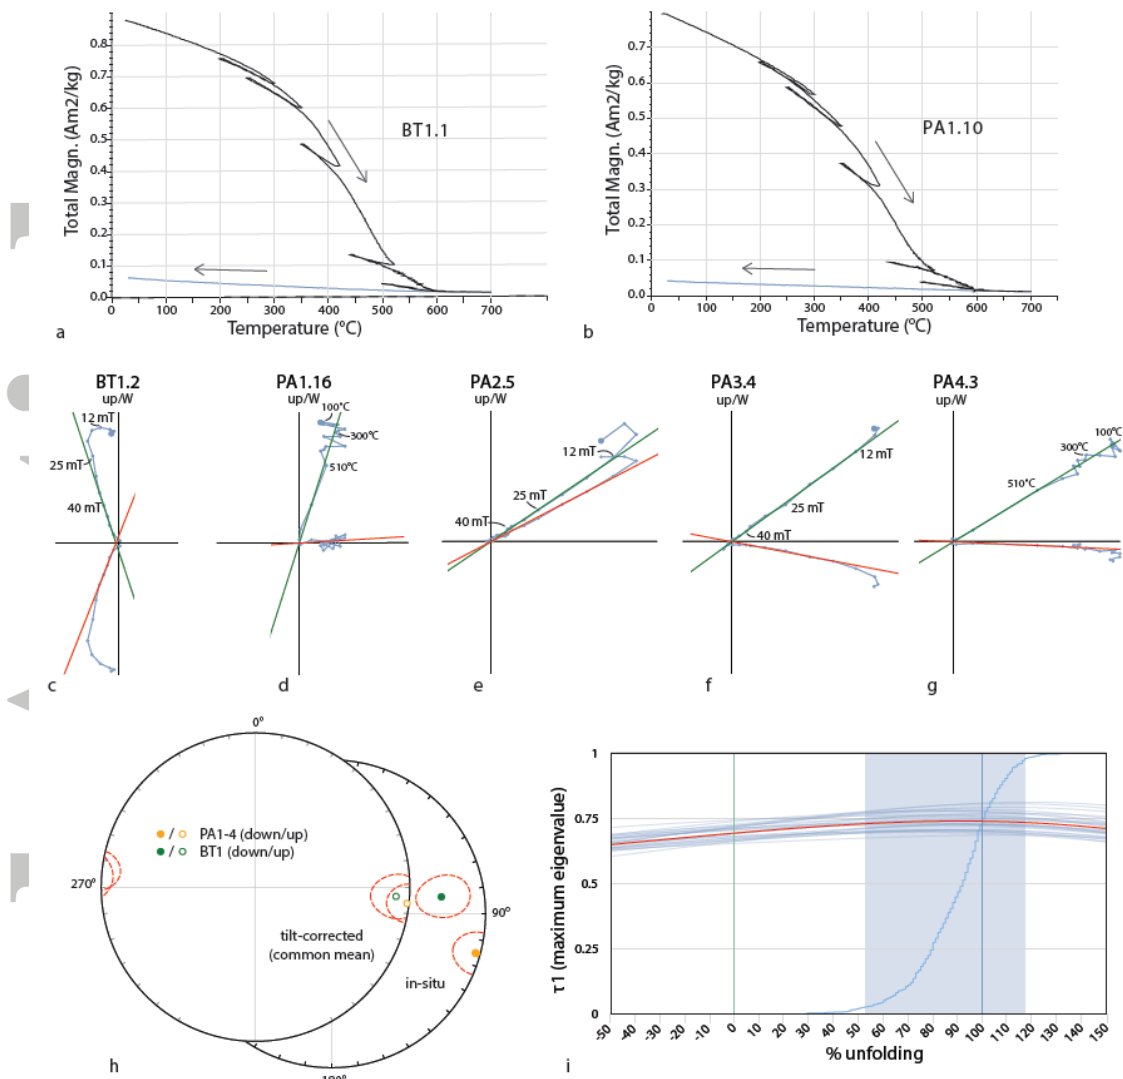 Total Magn. (Am2/kg)
0.8
0.7
0.6
0.5
0.4
0.3
0.2
0.1
0.0
BT1.1
0 100 200 300 400 500 600 700
Temperature (°C)
a
Total Magn. (Am2/kg)
0.7
0.6
0.5
0.4
0.3
0.2
0.1
0.0
PA1.10
0 100 200 300 400 500 600 700
Temperature (°C)
b
BT1.2
up/W
12 mT
25 mT
40 mT
c
PA1.16
up/W
100°C
300°C
510°C
d
PA2.5
up/W
12 mT
25 mT
40 mT
e
PA3.4
up/W
12 mT
25 mT
40 mT
f
PA4.3
up/W
100°C
300°C
510°C
g
0°
/ PA1-4 (down/up)
/ BT1 (down/up)
270°
90°
tilt-corrected
(common mean)
in-situ
180°
h
τ1 (maximum eigenvalue)
1
0.75
0.5
0.25
0
-50 -40 -30 -20 -10 0 10 20 30 40 50 60 70 80 90 100 110 120 130 140 150
% unfolding
i